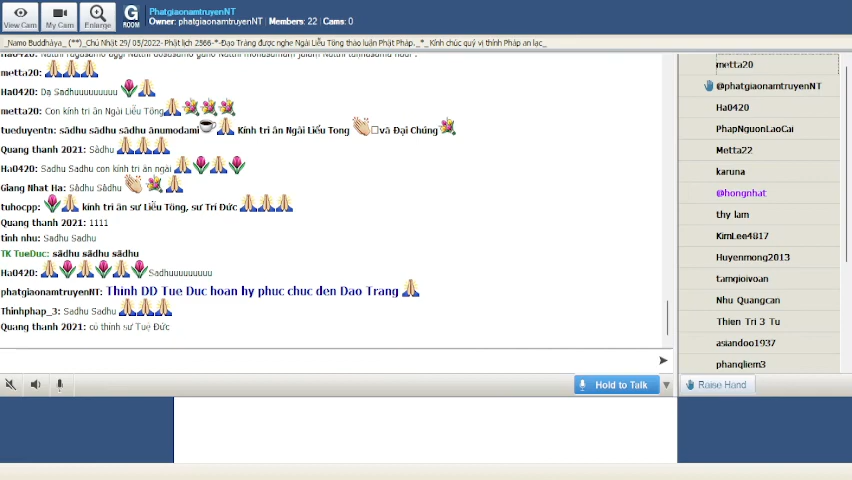 View Cam
My Cam
Enlarge
G
ROOM
PhatgiaonamtruyenNT
Owner: phatgiaonamtruyenNT | Members: 22 | Cams: 0
_Namo Buddhàya_ (**)_Chủ Nhật 29/ 05/2022- Phật lịch 2566-*-Đạo Tràng được nghe Ngài Liễu Tông thảo luận Phật Pháp._*_ Kính chúc quý vị thính Pháp an lạc_
metta20:
Ha0420: Dạ Sadhuuuuuuuuu
metta20: Con kính tri ân Ngài Liễu Tông
tueduyentn: sādhu sādhu sādhu ānumodami Kính tri ân Ngài Liễu Tong và Đại Chúng
Quang thanh 2021: Sādhu
Ha0420: Sadhu Sadhu con kính tri ân ngài
Giang Nhat Ha: Sādhu Sādhu
tuhocpp: kính tri ân sư Liễu Tông, sư Trí Đức
Quang thanh 2021: 1111
tinh nhu: Sadhu Sadhu
TK TueDuc: sādhu sādhu sādhu
Ha0420: Sadhuuuuuuuuu
phatgiaonamtruyenNT: Thinh DD Tue Duc hoan hy phuc chuc den Dao Trang
Thinhphap_3: Sadhu Sadhu
Quang thanh 2021: có thỉnh sư Tuệ Đức
Hold to Talk
metta20
@phatgiaonamtruyenNT
Ha0420
PhapNguonLaoCai
Metta22
karuna
@hongnhat
thy lam
KimLee4817
Huyenmong2013
tamgioivoan
Nhu Quangcan
Thien Tri 3 Tu
asiandoo1937
phangliem3
Raise Hand